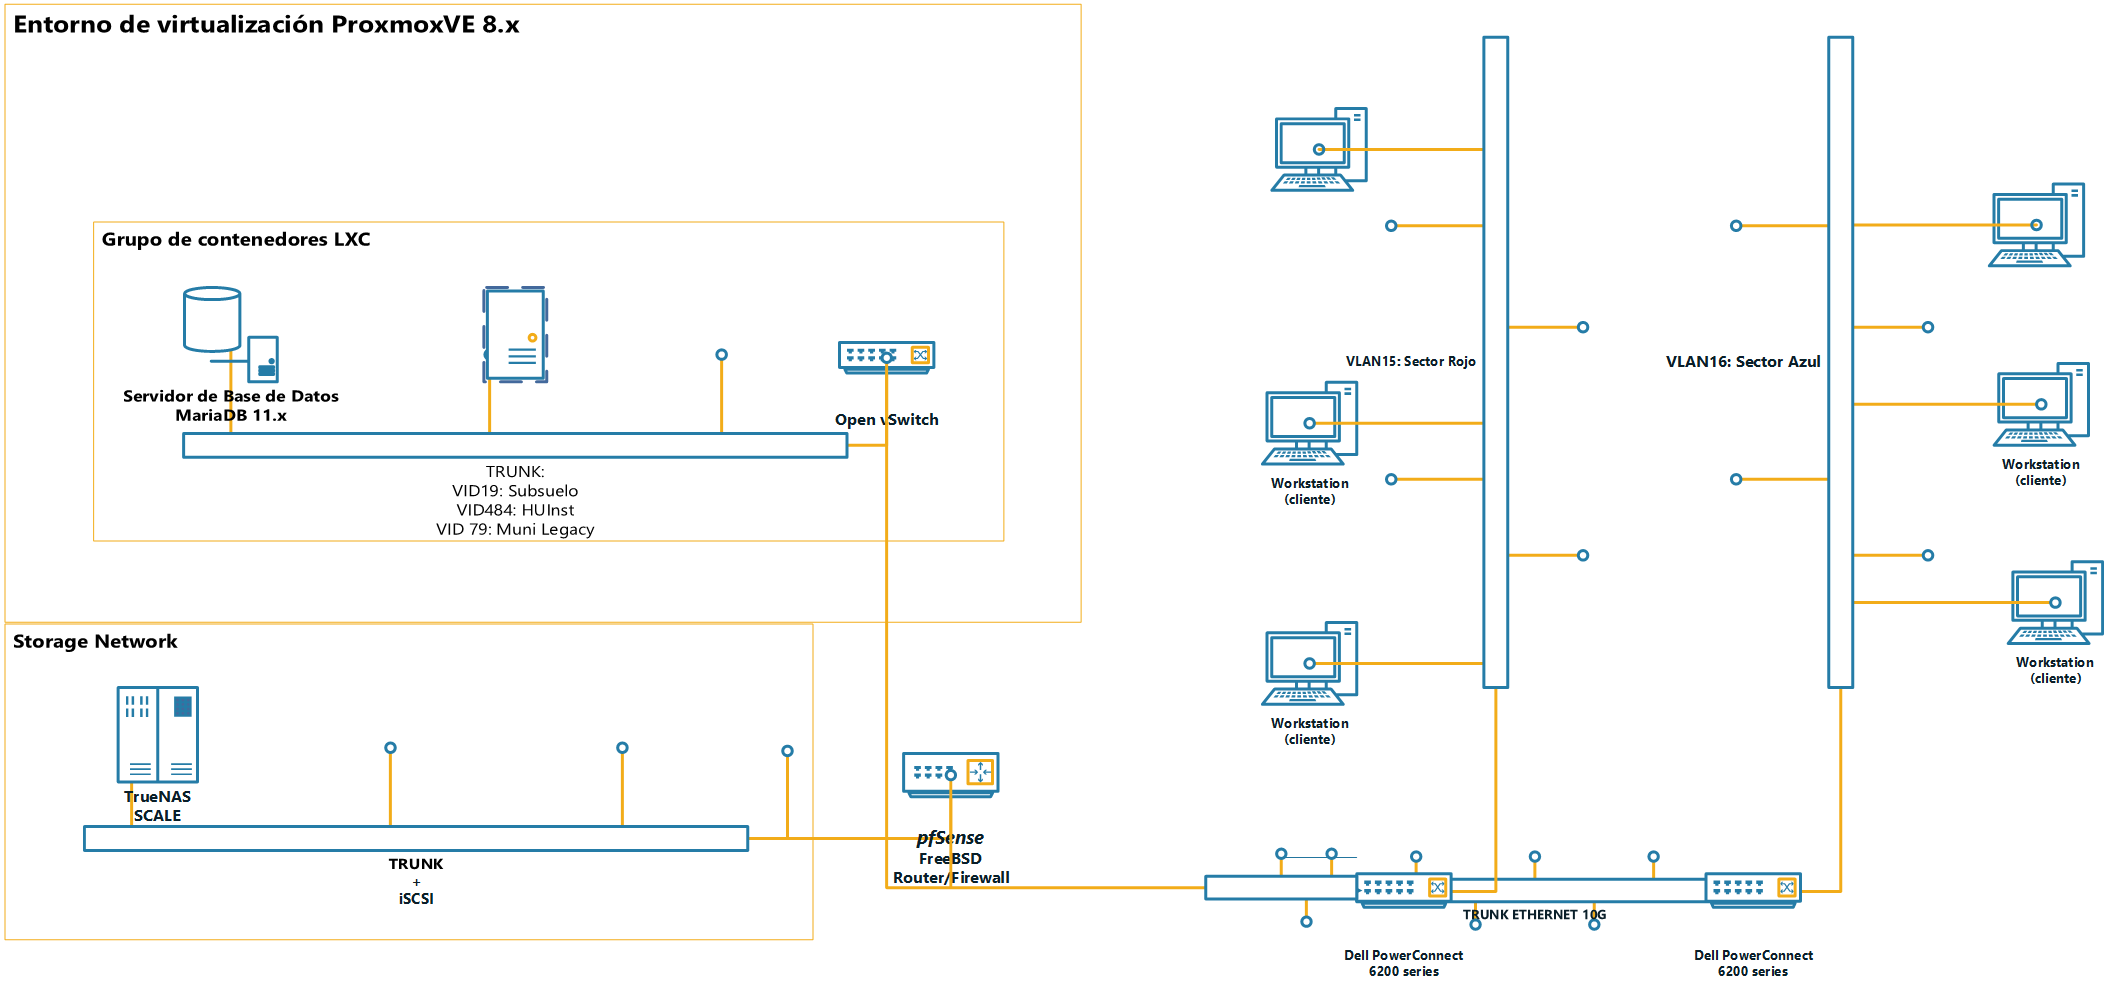 Entorno de virtualización ProxmoxVE 8.x
Grupo de contenedores LXC
Servidor de Base de Datos
MariaDB 11.x
Open vSwitch
TRUNK:
VID19: Subsuelo
VID484: HUInst
VID 79: Muni Legacy
Storage Network
TrueNAS
SCALE
TRUNK
+
iSCSI
pfSense
FreeBSD
Router/Firewall
VLAN15: Sector Rojo
VLAN16: Sector Azul
Workstation
(cliente)
Workstation
(cliente)
Workstation
(cliente)
Workstation
(cliente)
TRUNK ETHERNET 10G
Dell PowerConnect
6200 series
Dell PowerConnect
6200 series